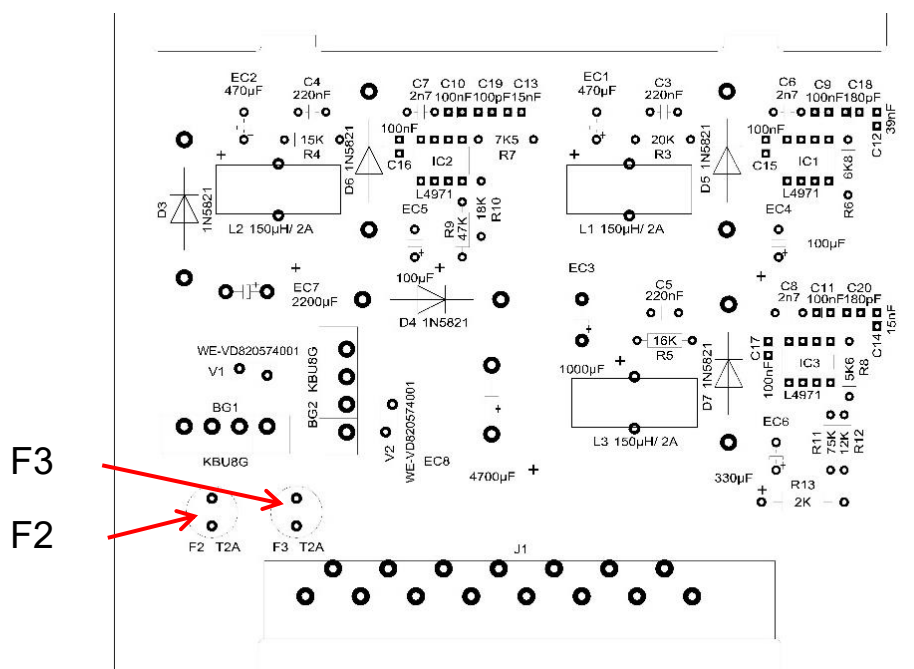 EC2
470µF
C4
220nF
C7
2n7
C10
100nF
C19
100pF
C13
15nF
EC1
470µF
C3
220nF
C6
2n7
C9
100nF
C18
180pF
39nF
C12
15K
R4
D6 1N5821
100nF
C16
IC2
L4971
7K5
R7
20K
R3
D5 1N5821
100nF
C15
IC1
L4971
6K8
R6
D3
1N5821
L2 150µH/ 2A
EC5
R9
47K
18K
R10
L1 150µH/ 2A
EC4
100µF
100µF
EC7
2200µF
D4 1N5821
EC3
C5
220nF
C8
2n7
C11
100nF
C20
180pF
15nF
C14
16K
R5
C17
100nF
IC3
L4971
5K6
R8
WE-VD820574001
V1
BG1
KBU8G
BG2 KBU8G
V2
WE-VD820574001
EC8
4700µF
1000µF
L3 150µH/ 2A
D7 1N5821
EC6
330µF
R11
75K
12K
R12
R13
2K
F3
F2
F2 T2A
F3 T2A
J1